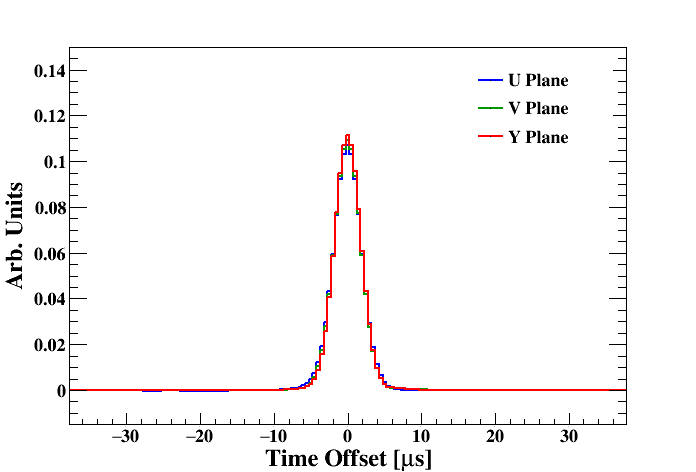 0.14
0.12
0.1
0.08
0.06
0.04
0.02
0
Arb. Units
U Plane
V Plane
Y Plane
−30 −20 −10 0 10 20 30
Time Offset [μs]